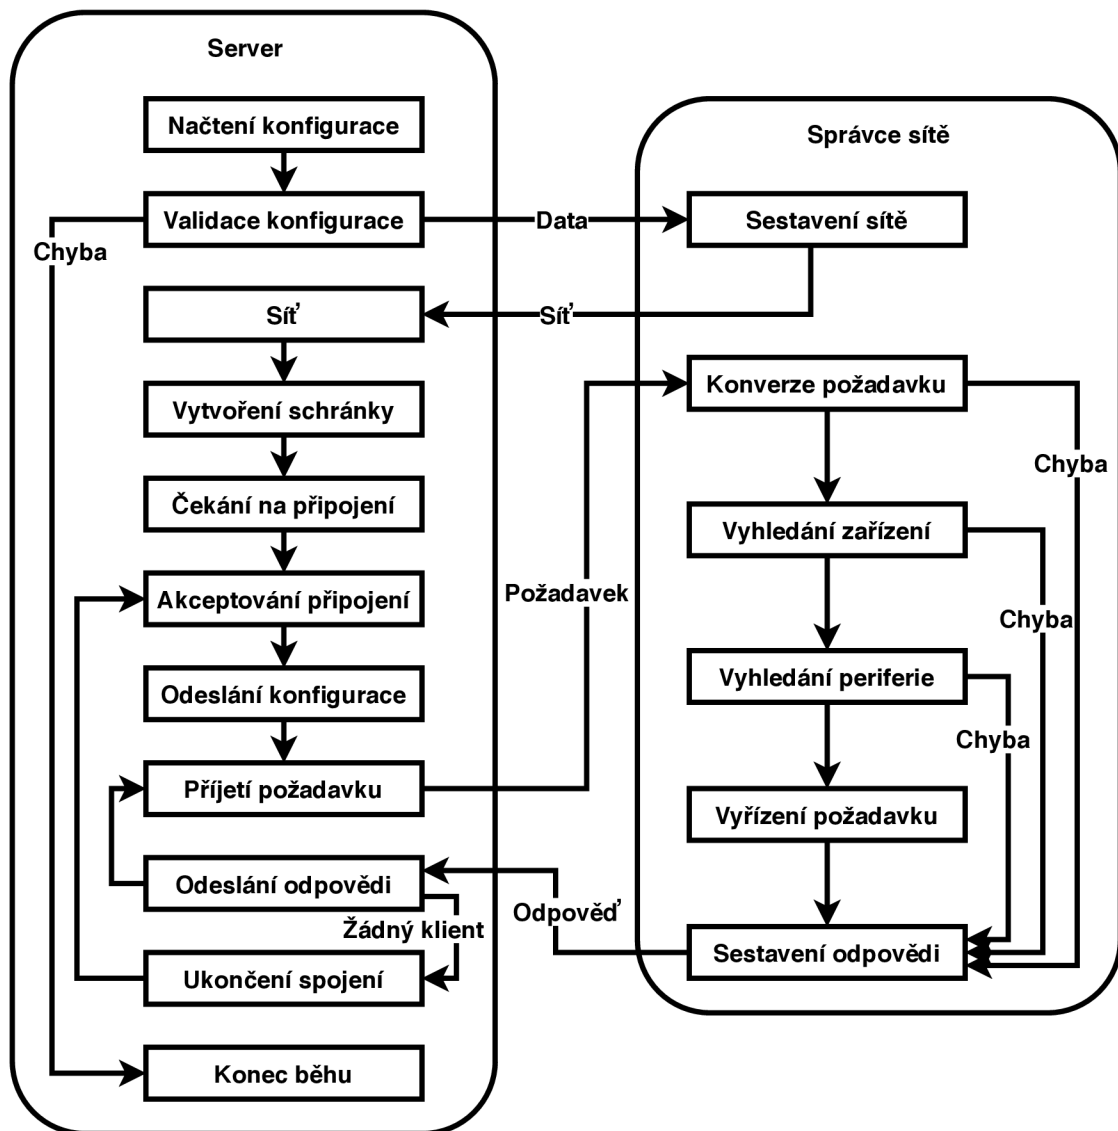 Server
Načtení konfigurace
Validace konfigurace
Chyba
Data
Síť
Síť
Vytvoření schránky
Čekání na připojení
Akceptování připojení
Odeslání konfigurace
Příjetí požadavku
Požadavek
Odeslání odpovědi
Odpověď
Žádný klient
Ukončení spojení
Konec běhu
Správce sítě
Sestavení sítě
Konverze požadavku
Chyba
Vyhledání zařízení
Chyba
Vyhledání periferie
Chyba
Vyřízení požadavku
Sestavení odpovědi